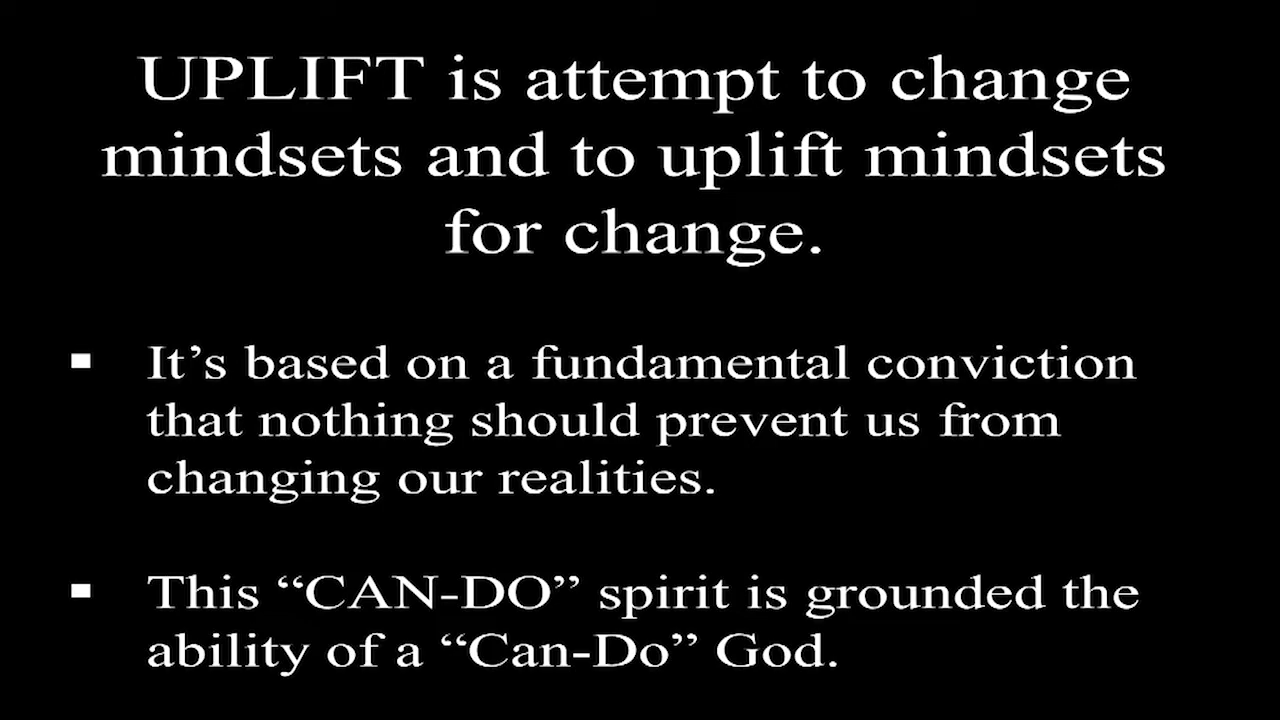 UPLIFT is attempt to change
mindsets and to uplift mindsets
for change.
▪ It’s based on a fundamental conviction
that nothing should prevent us from
changing our realities.
▪ This “CAN-DO” spirit is grounded the
ability of a “Can-Do” God.